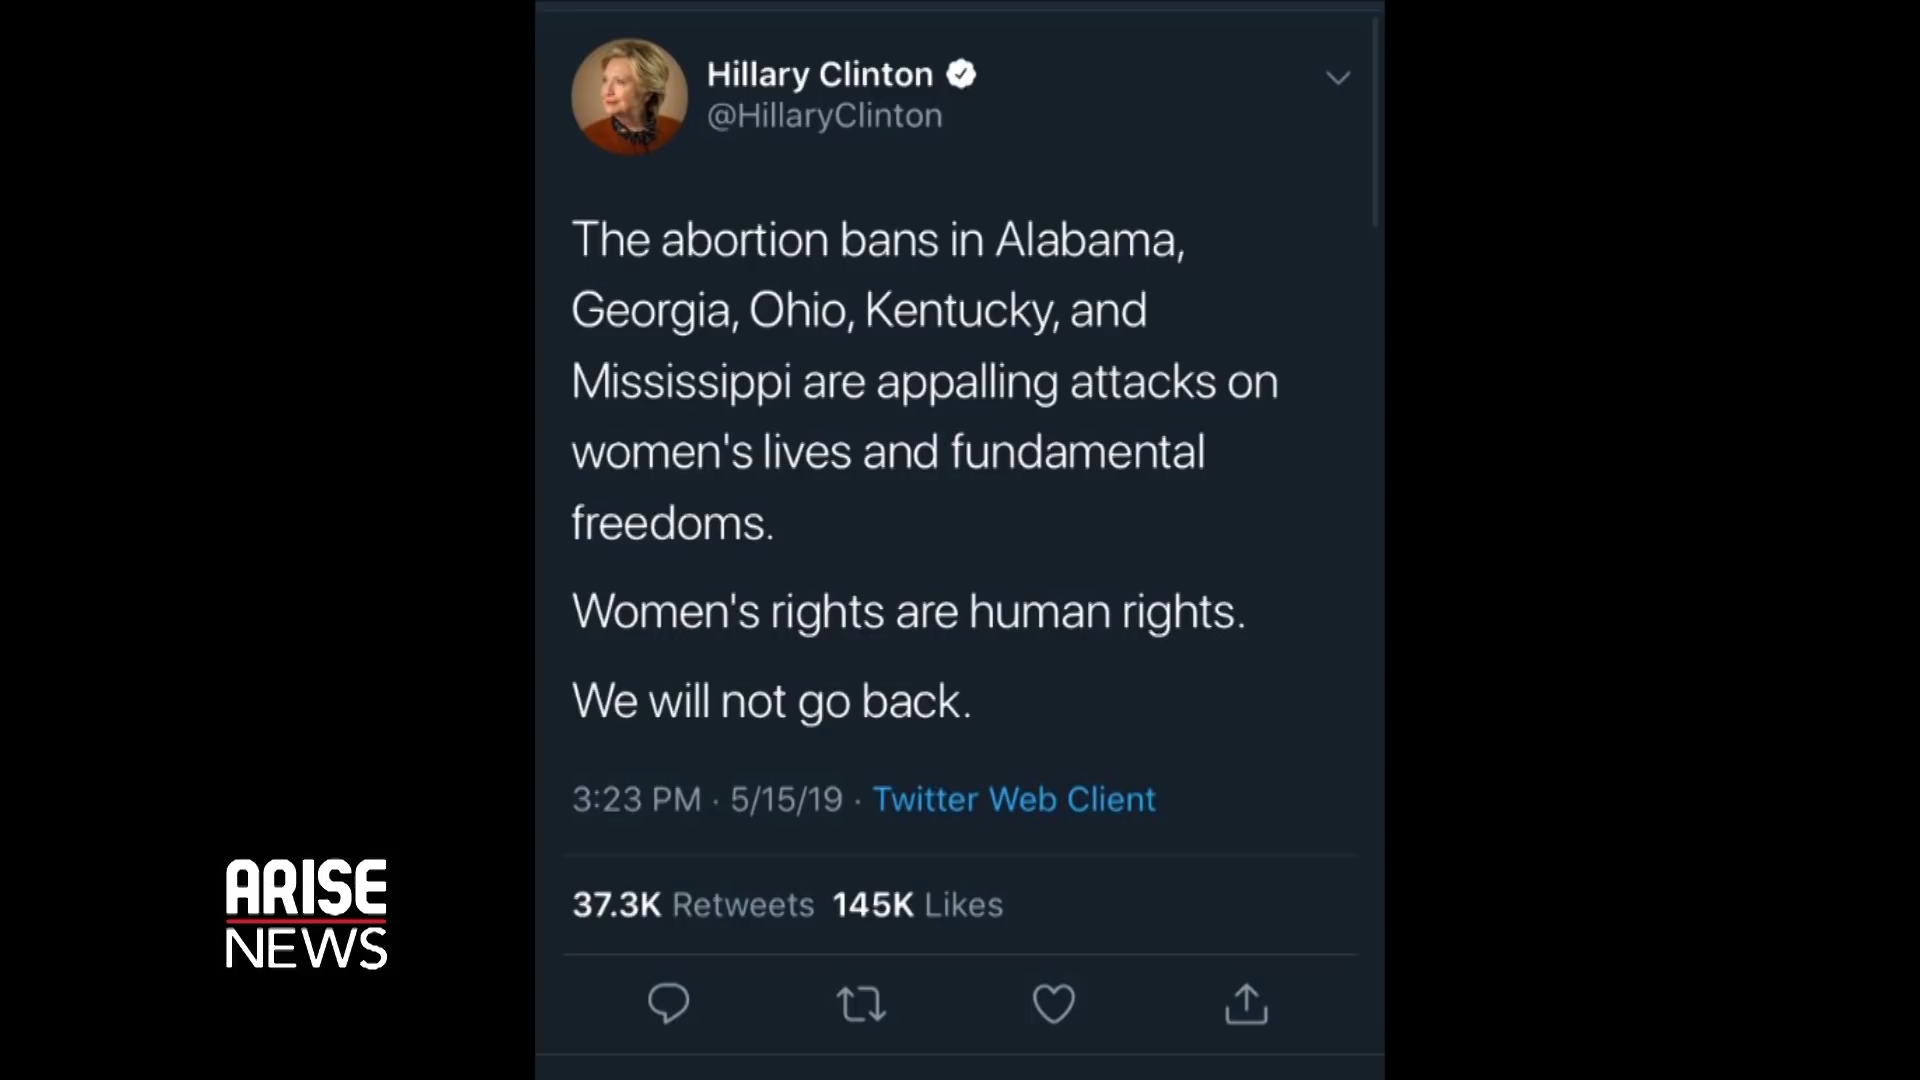 Hillary Clinton
@HillaryClinton
The abortion bans in Alabama,
Georgia, Ohio, Kentucky, and
Mississippi are appalling attacks on
women's lives and fundamental
freedoms.
Women's rights are human rights.
We will not go back.
3:23 PM · 5/15/19 · Twitter Web Client
37.3K Retweets 145K Likes
ARISE
NEWS